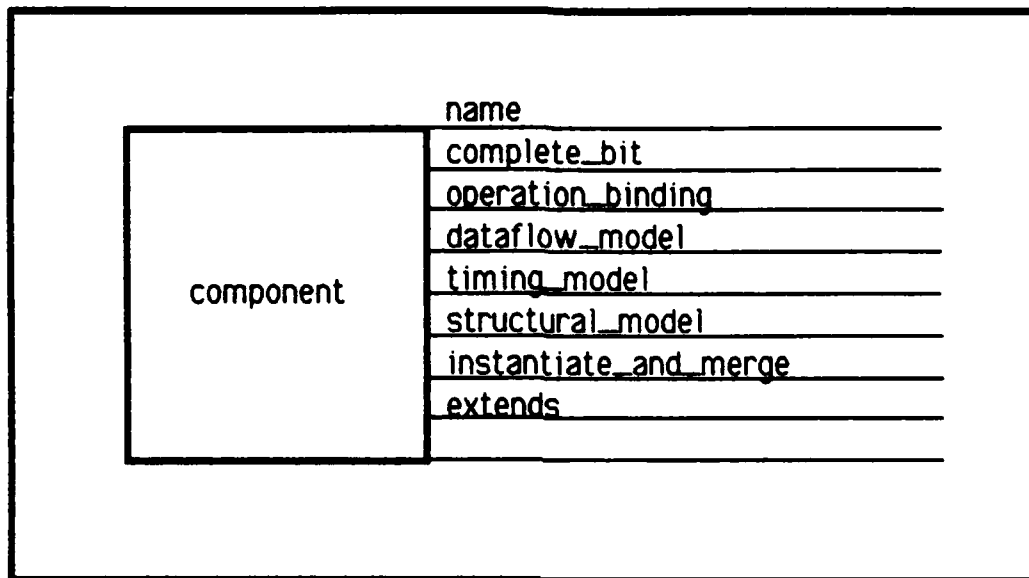 name
complete_bit
operation_binding
dataflow_model
timing_model
component
structural_model
instantiate_and_merge
extends